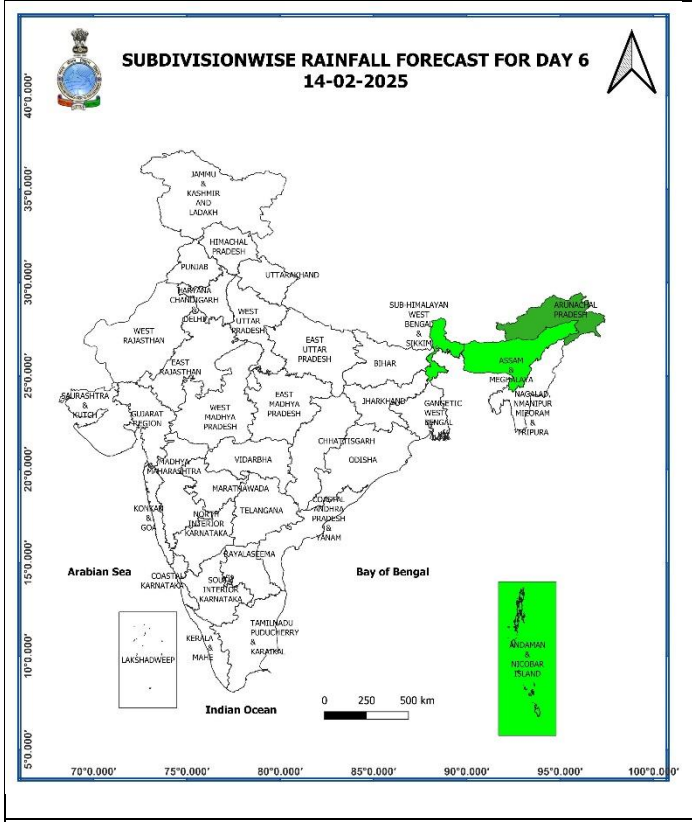 SUBDIVISIONWISE RAINFALL FORECAST FOR DAY 6
14-02-2025
40°0.000'
35°0.000'
30°0.000'
25°0.000'
20°0.000'
15°0.000'
10°0.000'
5°0.000'
JAMMU
&
KASHMIR
AND
LADAKH
HIMACHAL
PRADESH
PUNJAB
UTTARAKHAND
HARYANA
CHANDIGARH
&
DELHI
WEST
UTTAR
PRADESH
WEST
RAJASTHAN
EAST
RAJASTHAN
EAST
UTTAR
PRADESH
BIHAR
SUB-HIMALAYAN
WEST
BENGAL
&
SIKKIM
ARUNACHAL
PRADESH
ASSAM
&
MEGHALAYA
NAGALAD,
MNANIPUR
MIZORAM
&
TRIPURA
SAURASHTRA
&
KUTCH
GUJARAT
REGION
WEST
MADHYA
PRADESH
EAST
MADHYA
PRADESH
JHARKHAND
GANGETIC
WEST
BENGAL
CHHATTISGARH
ODISHA
MADHYA
MAHARASHTRA
VIDARBHA
MARATHAWADA
KONKAN
&
GOA
NORTH
INTERIOR
KARNATAKA
TELANGANA
COASTAL
ANDHRA
PRADESH
&
YANAM
RAYALASEEMA
Arabian Sea
COASTAL
KARNATAKA
SOUTH
INTERIOR
KARNATAKA
Bay of Bengal
KERALA
&
MAHE
TAMILNADU
PUDUCHERRY
&
KARAIKAL
LAKSHADWEEP
ANDAMAN
&
NICOBAR
ISLAND
Indian Ocean
0 250 500 km
70°0.000' 75°0.000' 80°0.000' 85°0.000' 90°0.000' 95°0.000' 100°0.000'